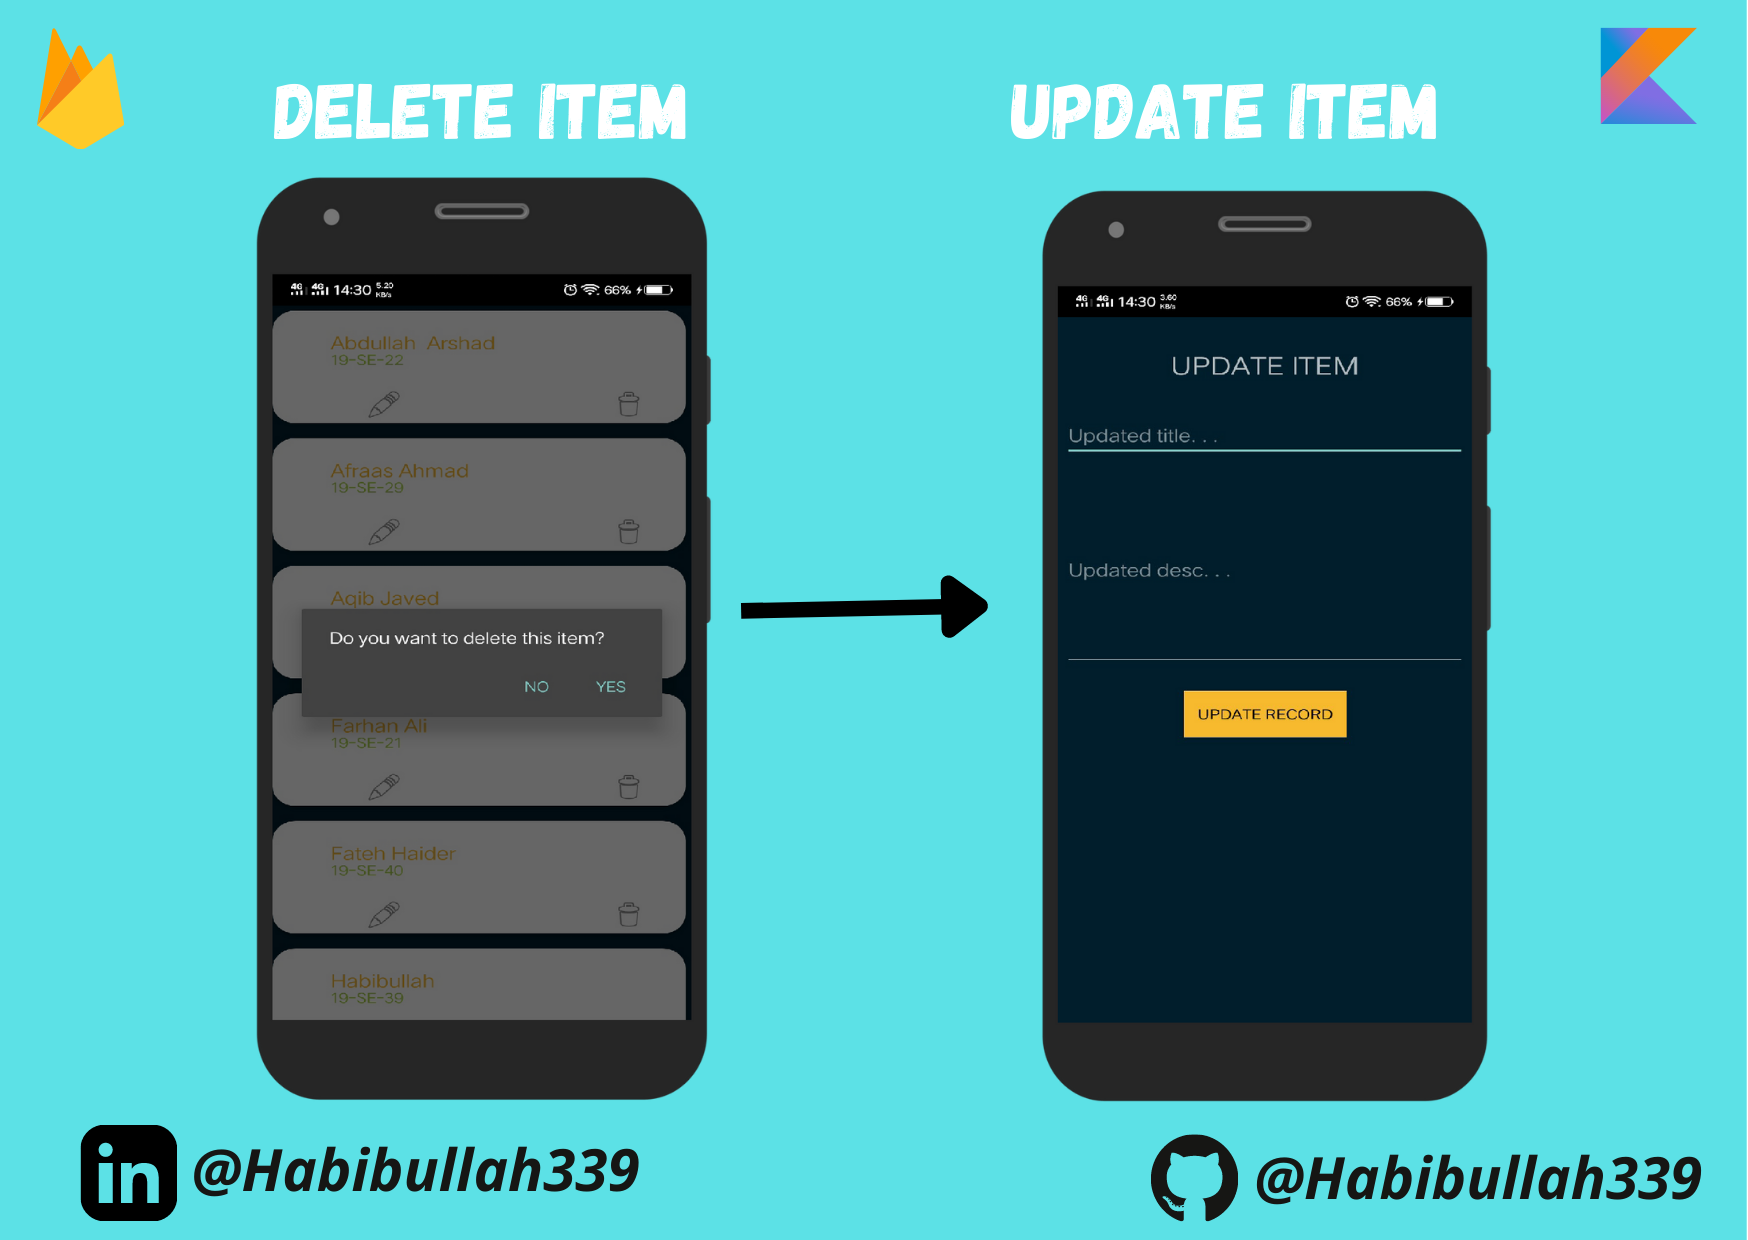 DELETE ITEM
UPDATE ITEM
4G 4G 14:30 5.20 KB/s 66%
Abdullah Arshad
19-SE-22
Afraas Ahmad
19-SE-29
Aqib Javed
Do you want to delete this item?
NO YES
Farhan Ali
19-SE-21
Fateh Haider
19-SE-40
Habibullah
19-SE-39
4G 4G 14:30 3.60 KB/s 66%
UPDATE ITEM
Updated title. . .
Updated desc. . .
UPDATE RECORD
in @Habibullah339
@Habibullah339